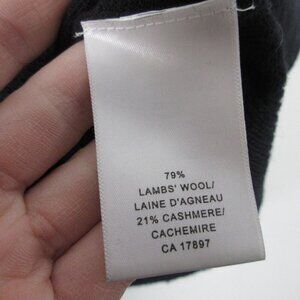 79%
LAMBS' WOOL/
LAINE D'AGNEAU
21% CASHMERE/
CACHEMIRE
CA 17897